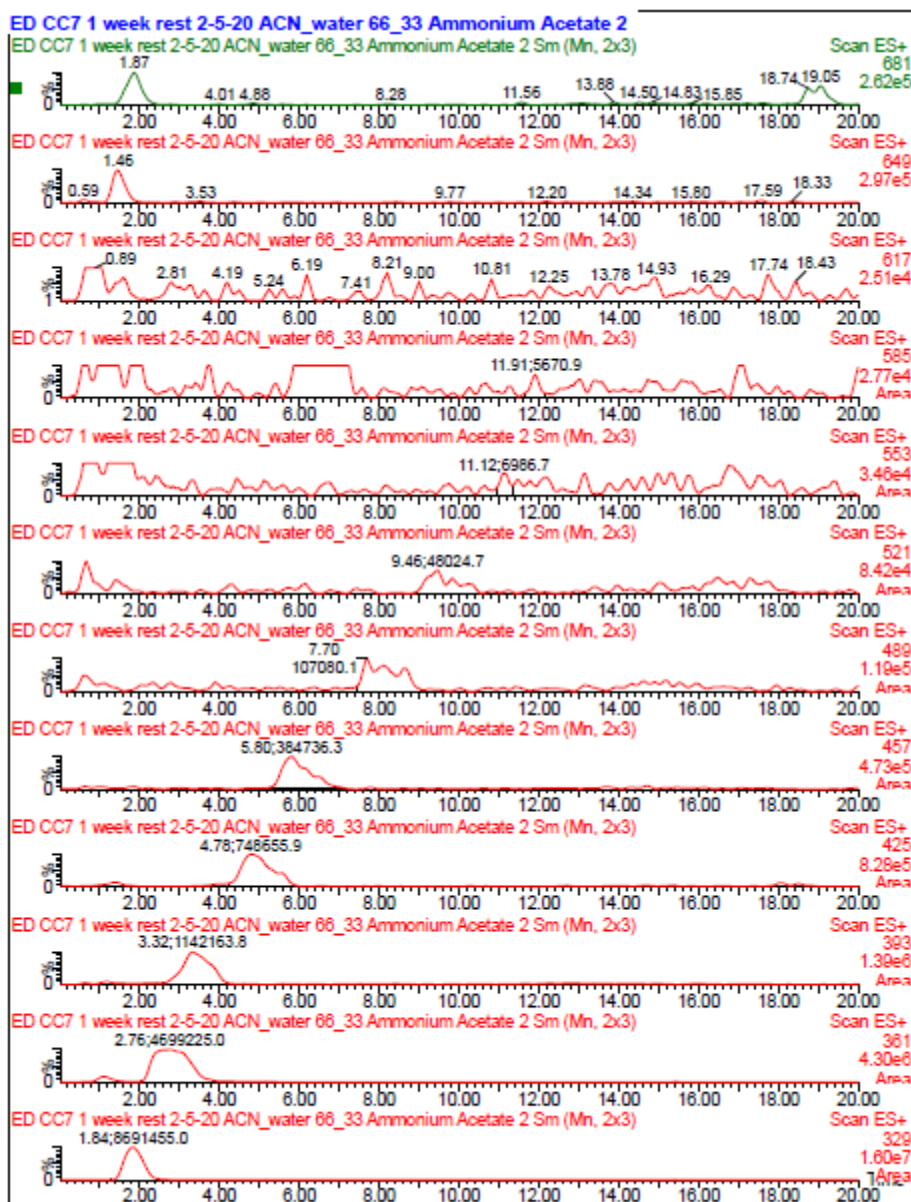 ED CC7 1 week rest 2-5-20 ACN_water 66_33 Ammonium Acetate 2
ED CC7 1 week rest 2-5-20 ACN_water 66_33 Ammonium Acetate 2 Sm (Mn, 2x3) Scan ES+
681
2.62e5
1.87 4.01 4.88 8.28 11.56 13.88 14.50 14.83 15.85 18.74 19.05
%
0
2.00 4.00 6.00 8.00 10.00 12.00 14.00 16.00 18.00 20.00
ED CC7 1 week rest 2-5-20 ACN_water 66_33 Ammonium Acetate 2 Sm (Mn, 2x3) Scan ES+
649
2.97e5
0.59 1.46 3.53 9.77 12.20 14.34 15.80 17.59 18.33
%
0
2.00 4.00 6.00 8.00 10.00 12.00 14.00 16.00 18.00 20.00
ED CC7 1 week rest 2-5-20 ACN_water 66_33 Ammonium Acetate 2 Sm (Mn, 2x3) Scan ES+
617
2.51e4
0.89 2.81 4.19 5.24 6.19 7.41 8.21 9.00 10.81 12.25 13.78 14.93 16.29 17.74 18.43
%
1
2.00 4.00 6.00 8.00 10.00 12.00 14.00 16.00 18.00 20.00
ED CC7 1 week rest 2-5-20 ACN_water 66_33 Ammonium Acetate 2 Sm (Mn, 2x3) Scan ES+
585
2.77e4
Area
11.91;5670.9
%
0
2.00 4.00 6.00 8.00 10.00 12.00 14.00 16.00 18.00 20.00
ED CC7 1 week rest 2-5-20 ACN_water 66_33 Ammonium Acetate 2 Sm (Mn, 2x3) Scan ES+
553
3.46e4
Area
11.12;6986.7
%
0
2.00 4.00 6.00 8.00 10.00 12.00 14.00 16.00 18.00 20.00
ED CC7 1 week rest 2-5-20 ACN_water 66_33 Ammonium Acetate 2 Sm (Mn, 2x3) Scan ES+
521
8.42e4
Area
9.46;48024.7
%
0
2.00 4.00 6.00 8.00 10.00 12.00 14.00 16.00 18.00 20.00
ED CC7 1 week rest 2-5-20 ACN_water 66_33 Ammonium Acetate 2 Sm (Mn, 2x3) Scan ES+
489
1.19e5
Area
7.70
107080.1
%
0
2.00 4.00 6.00 8.00 10.00 12.00 14.00 16.00 18.00 20.00
ED CC7 1 week rest 2-5-20 ACN_water 66_33 Ammonium Acetate 2 Sm (Mn, 2x3) Scan ES+
457
4.73e5
Area
5.80;384736.3
%
0
2.00 4.00 6.00 8.00 10.00 12.00 14.00 16.00 18.00 20.00
ED CC7 1 week rest 2-5-20 ACN_water 66_33 Ammonium Acetate 2 Sm (Mn, 2x3) Scan ES+
425
8.28e5
Area
4.78;748655.9
%
0
2.00 4.00 6.00 8.00 10.00 12.00 14.00 16.00 18.00 20.00
ED CC7 1 week rest 2-5-20 ACN_water 66_33 Ammonium Acetate 2 Sm (Mn, 2x3) Scan ES+
393
1.39e6
Area
3.32;1142163.8
%
0
2.00 4.00 6.00 8.00 10.00 12.00 14.00 16.00 18.00 20.00
ED CC7 1 week rest 2-5-20 ACN_water 66_33 Ammonium Acetate 2 Sm (Mn, 2x3) Scan ES+
361
4.30e6
Area
2.76;4699225.0
%
0
2.00 4.00 6.00 8.00 10.00 12.00 14.00 16.00 18.00 20.00
ED CC7 1 week rest 2-5-20 ACN_water 66_33 Ammonium Acetate 2 Sm (Mn, 2x3) Scan ES+
329
1.60e7
Area
1.84;8691455.0
%
0
2.00 4.00 6.00 8.00 10.00 12.00 14.00 16.00 18.00 20.00